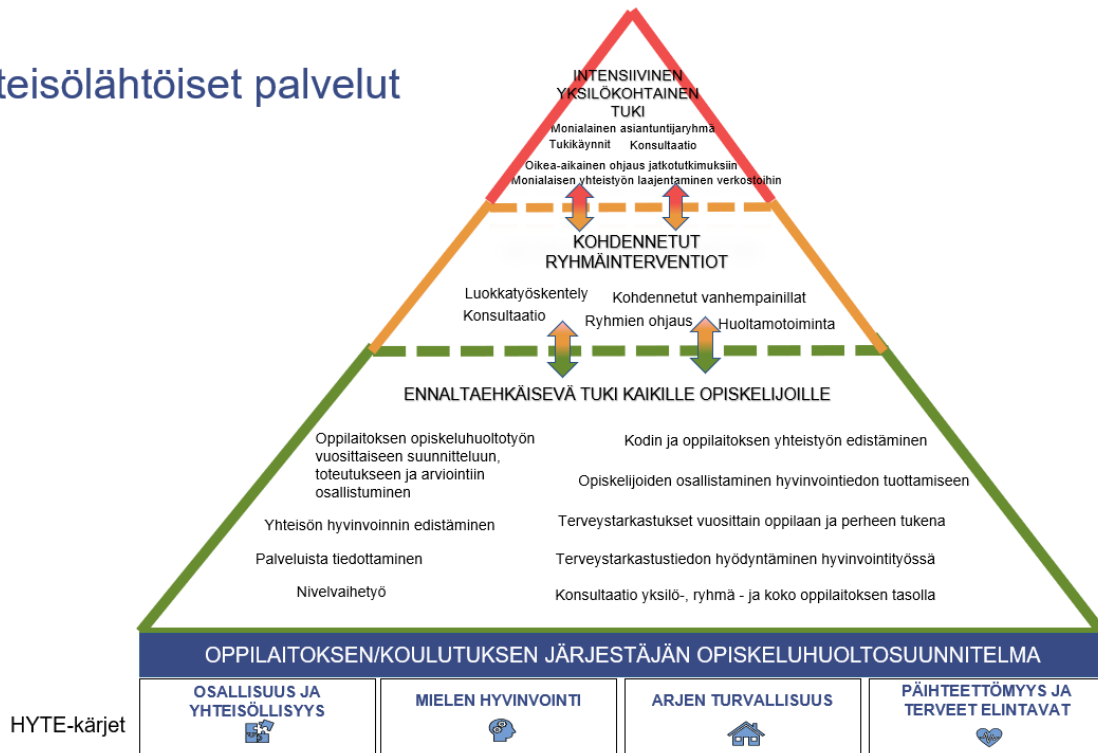 teisölähtöiset palvelut
INTENSIIVINEN
YKSILÖKOHTAINEN
TUKI
Monialainen asiantuntijaryhmä
Tukikäynnit Konsultaatio
Oikea-aikainen ohjaus jatkotutkimuksiin
Monialaisen yhteistyön laajentaminen verkostoihin
KOHDENNETUT
RYHMÄINTERVENTIOT
Luokkatyöskentely Kohdennetut vanhempainillat
Konsultaatio Ryhmien ohjaus Huoltamotoiminta
ENNALTAEHKÄISEVÄ TUKI KAIKILLE OPISKELIJOILLE
Oppilaitoksen opiskeluhuoltotyön
vuosittaiseen suunnitteluun,
toteutukseen ja arviointiin
osallistuminen
Yhteisön hyvinvoinnin edistäminen
Palveluista tiedottaminen
Nivelvaihetyö
Kodin ja oppilaitoksen yhteistyön edistäminen
Opiskelijoiden osallistaminen hyvinvointiedon tuottamiseen
Terveystarkastukset vuosittain oppilaan ja perheen tukena
Terveystarkastustiedon hyödyntäminen hyvinvointityössä
Konsultaatio yksilö-, ryhmä - ja koko oppilaitoksen tasolla
OPPILAITOKSEN/KOULUTUKSEN JÄRJESTÄJÄN OPISKELUHUOLTOSUUNNITELMA
HYTE-kärjet
OSALLISUUS JA
YHTEISÖLLISYYS
MIELEN HYVINVOINTI
ARJEN TURVALLISUUS
PÄIHTEETTÖMYYS JA
TERVEET ELINTAVAT